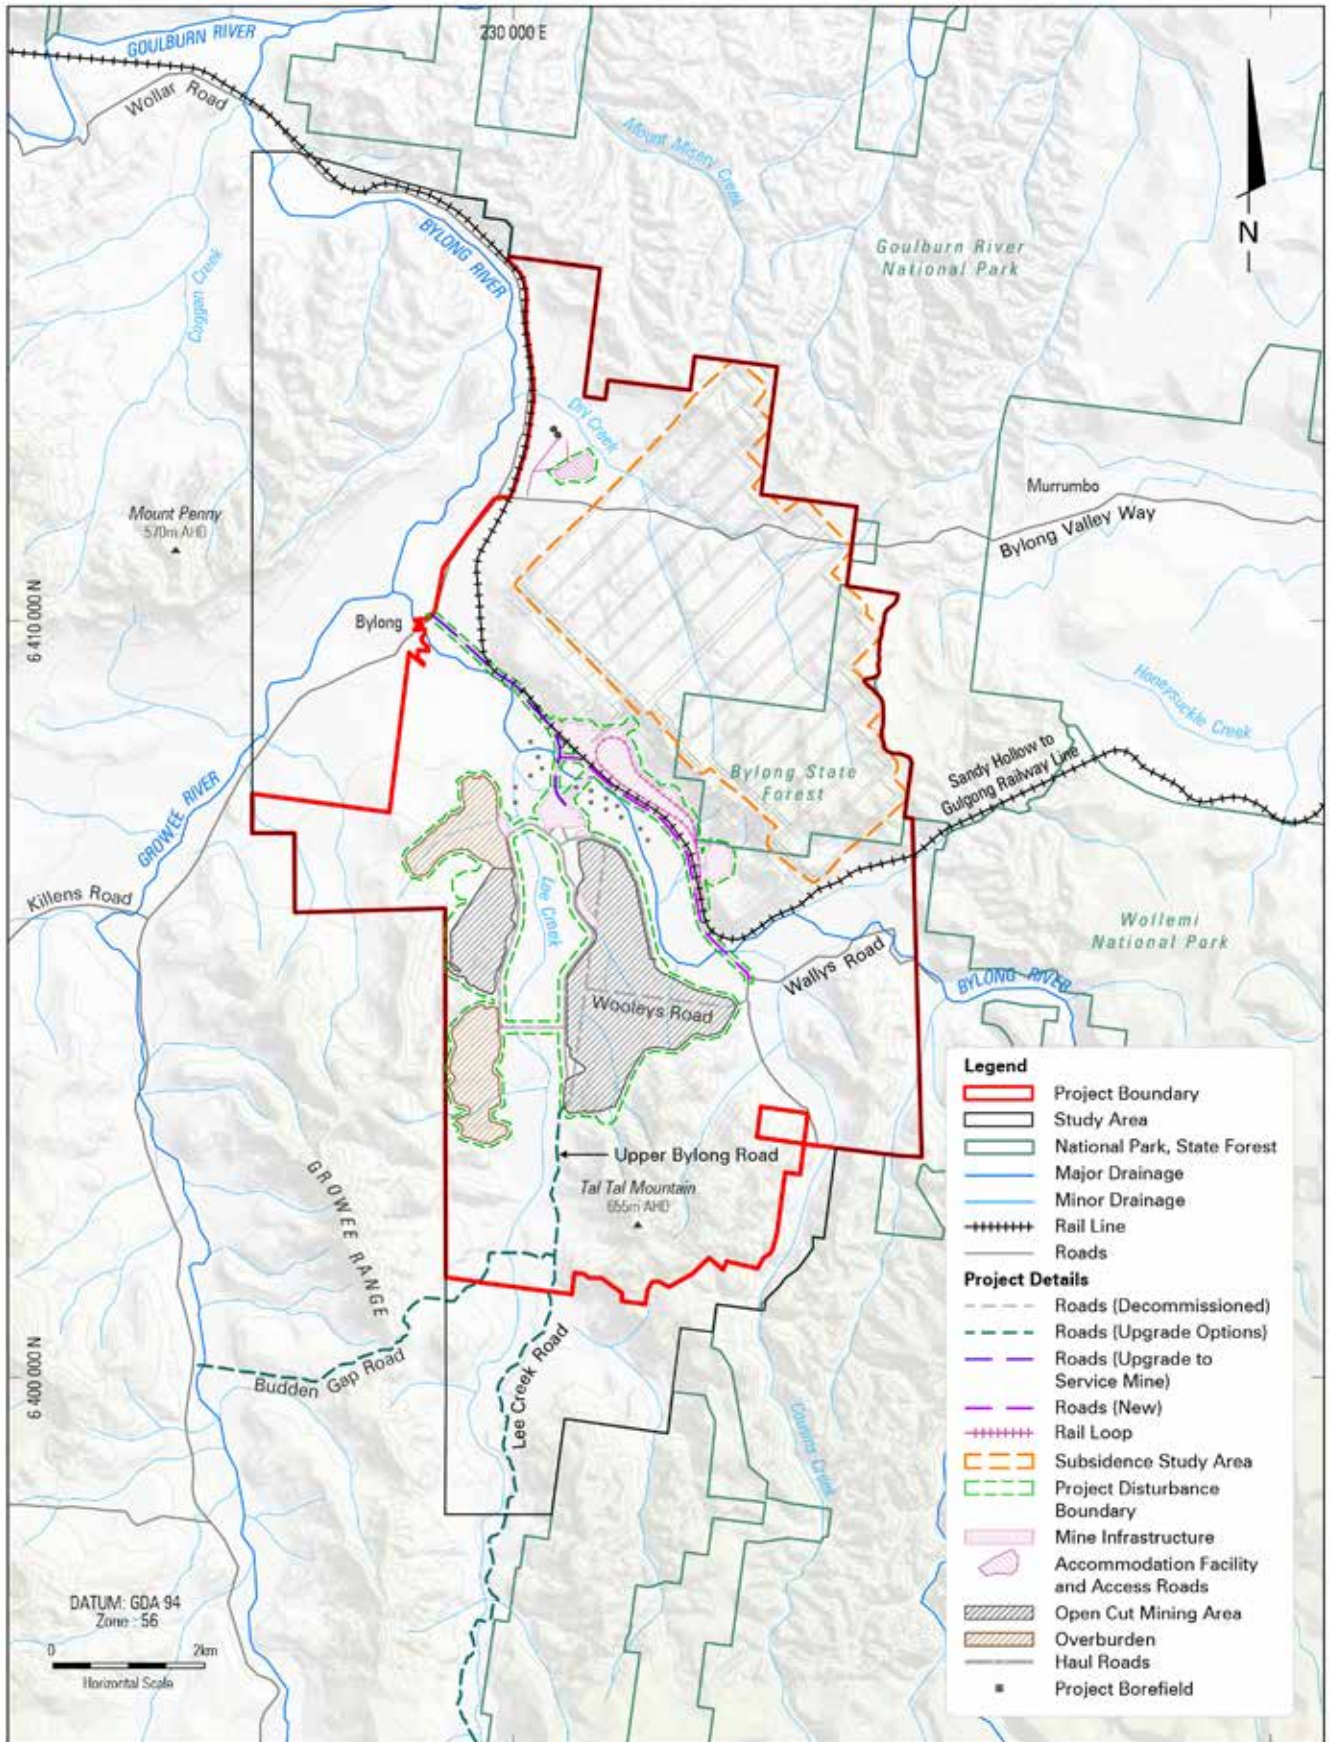 GOULBURN RIVER
230 000 E
Wollar Road
Mount Misery Creek
N
Goulburn River
National Park
BYLONG RIVER
Coggan Creek
Dry Creek
Murrumbo
Bylong Valley Way
Mount Penny
570m AHD
6 410 000 N
Bylong
Honeysuckle Creek
Sandy Hollow to
Gulgong Railway Line
Bylong State
Forest
GROWEE RIVER
Killens Road
Lee Creek
Wollemi
National Park
Wallys Road
BYLONG RIVER
Wooleys Road
Upper Bylong Road
Tal Tal Mountain
655m AHD
GROWEE RANGE
Lee Creek Road
Budden Gap Road
6 400 000 N
Cousins Creek
DATUM: GDA 94
Zone : 56
0 2km
Horizontal Scale
Legend
Project Boundary
Study Area
National Park, State Forest
Major Drainage
Minor Drainage
Rail Line
Roads
Project Details
Roads (Decommissioned)
Roads (Upgrade Options)
Roads (Upgrade to
Service Mine)
Roads (New)
Rail Loop
Subsidence Study Area
Project Disturbance
Boundary
Mine Infrastructure
Accommodation Facility
and Access Roads
Open Cut Mining Area
Overburden
Haul Roads
Project Borefield